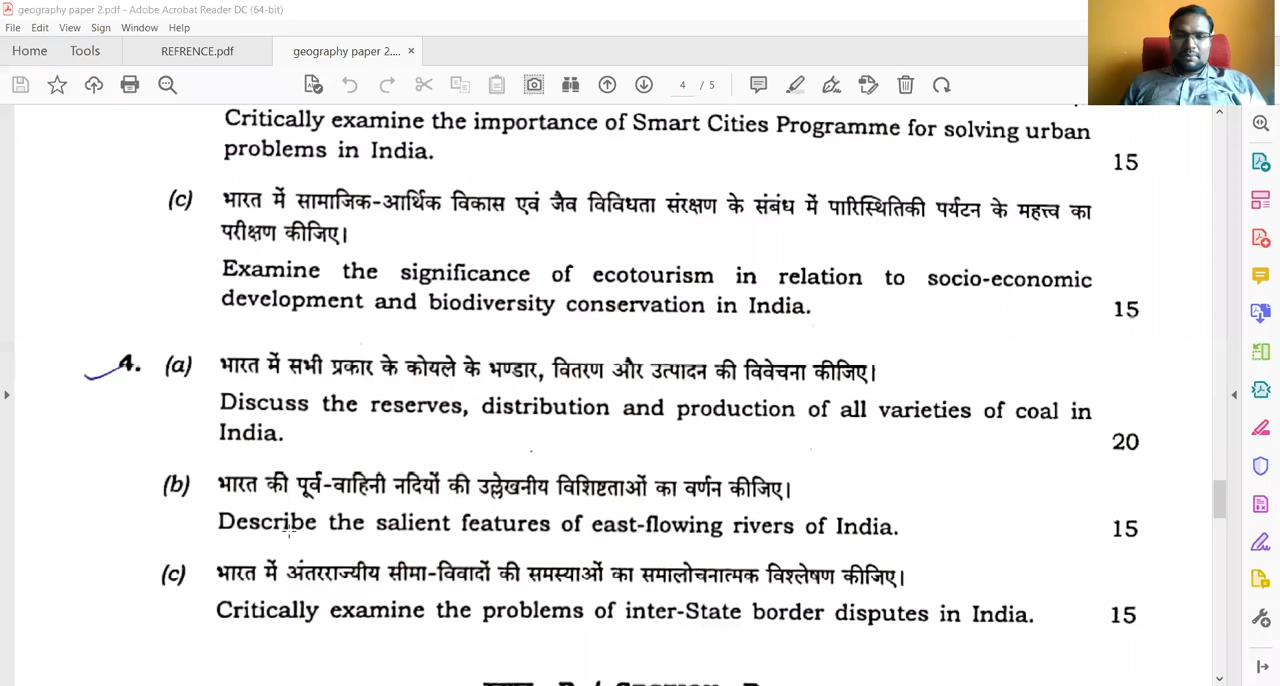 geography paper 2.pdf - Adobe Acrobat Reader DC (64-bit)
File Edit View Sign Window Help
Home Tools REFRENCE.pdf geography paper 2.... ×
4 / 5
Critically examine the importance of Smart Cities Programme for solving urban
problems in India. 15
(c) भारत में सामाजिक-आर्थिक विकास एवं जैव विविधता संरक्षण के संबंध में पारिस्थितिकी पर्यटन के महत्त्व का
परीक्षण कीजिए।
Examine the significance of ecotourism in relation to socio-economic
development and biodiversity conservation in India. 15
4. (a) भारत में सभी प्रकार के कोयले के भण्डार, वितरण और उत्पादन की विवेचना कीजिए।
Discuss the reserves, distribution and production of all varieties of coal in
India. 20
(b) भारत की पूर्व-वाहिनी नदियों की उल्लेखनीय विशिष्टताओं का वर्णन कीजिए।
Describe the salient features of east-flowing rivers of India. 15
(c) भारत में अंतरराज्यीय सीमा-विवादों की समस्याओं का समालोचनात्मक विश्लेषण कीजिए।
Critically examine the problems of inter-State border disputes in India. 15